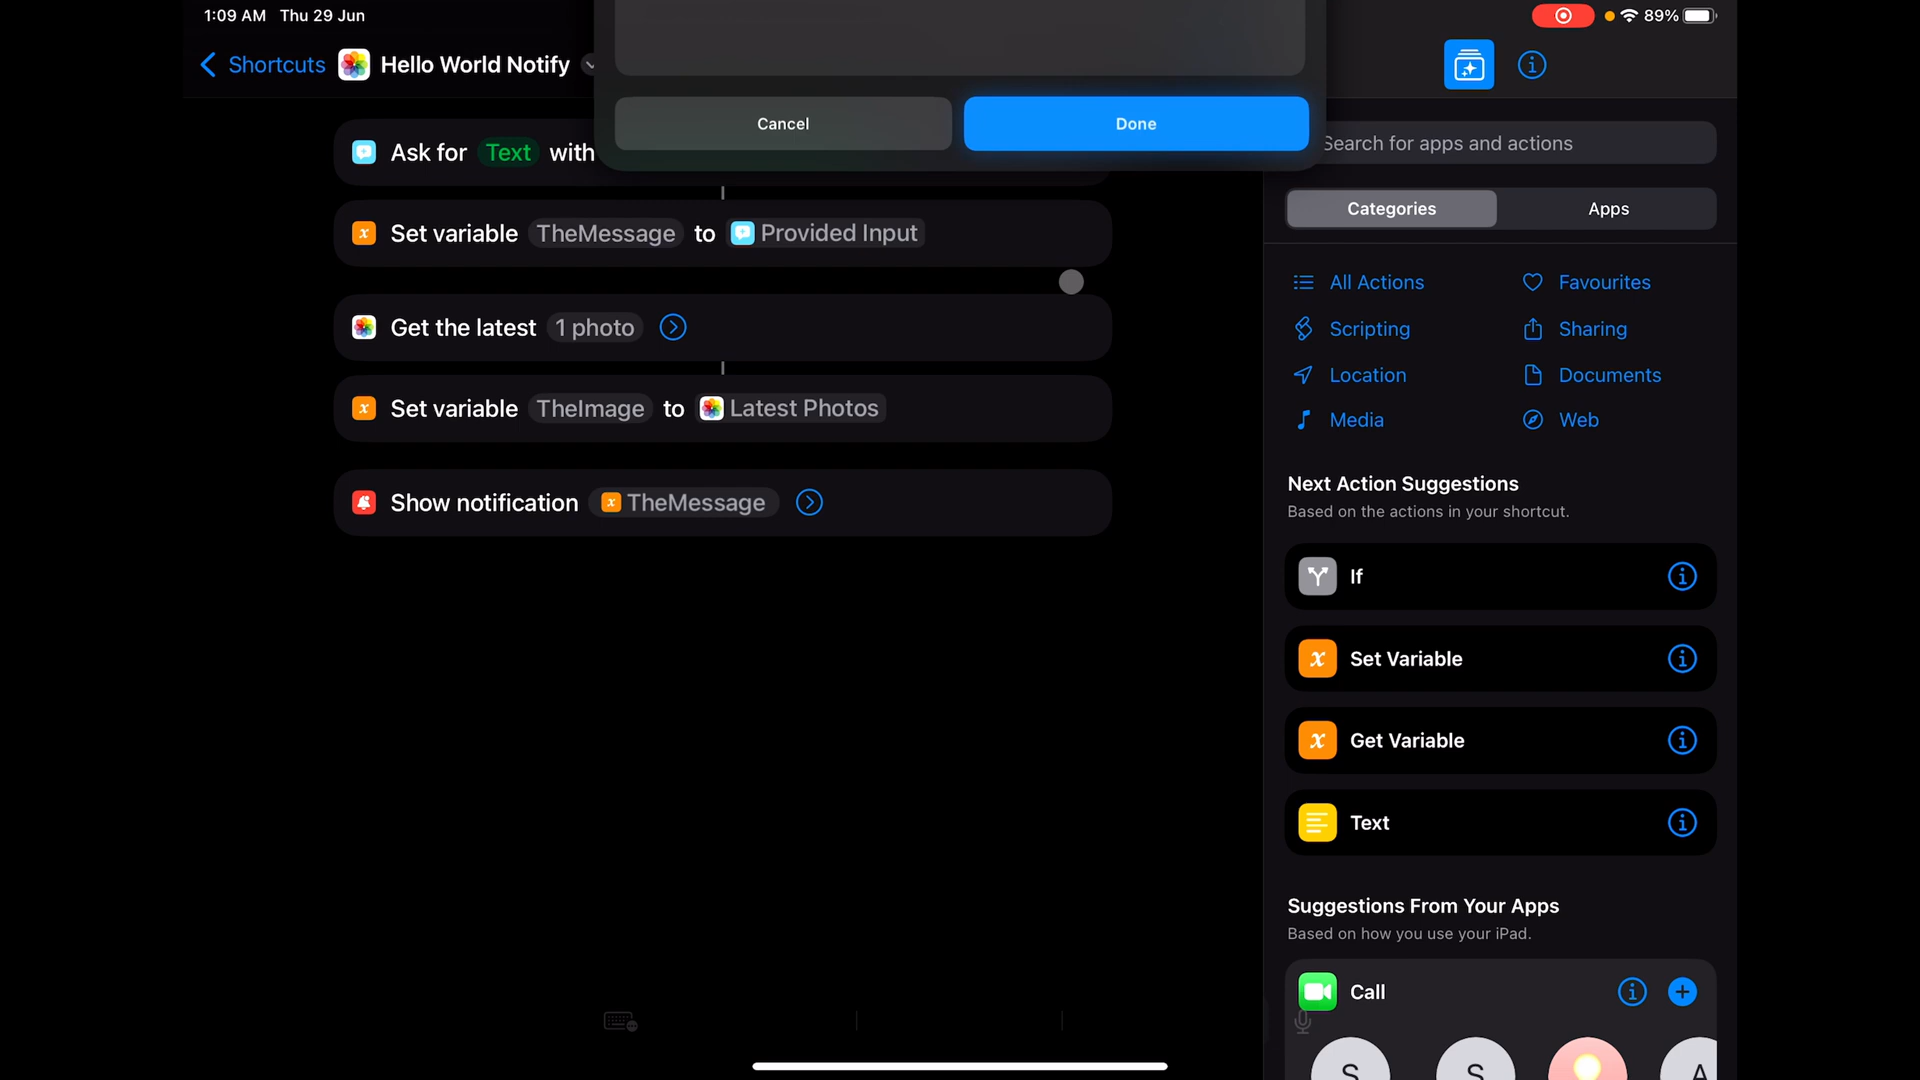 1:09 AM Thu 29 Jun
89%
Shortcuts Hello World Notify
Cancel
Done
Ask for Text with
Set variable TheMessage to Provided Input
Get the latest 1 photo
Set variable TheImage to Latest Photos
Show notification TheMessage
Search for apps and actions
Categories Apps
All Actions Favourites
Scripting Sharing
Location Documents
Media Web
Next Action Suggestions
Based on the actions in your shortcut.
If
Set Variable
Get Variable
Text
Suggestions From Your Apps
Based on how you use your iPad.
Call
S S A